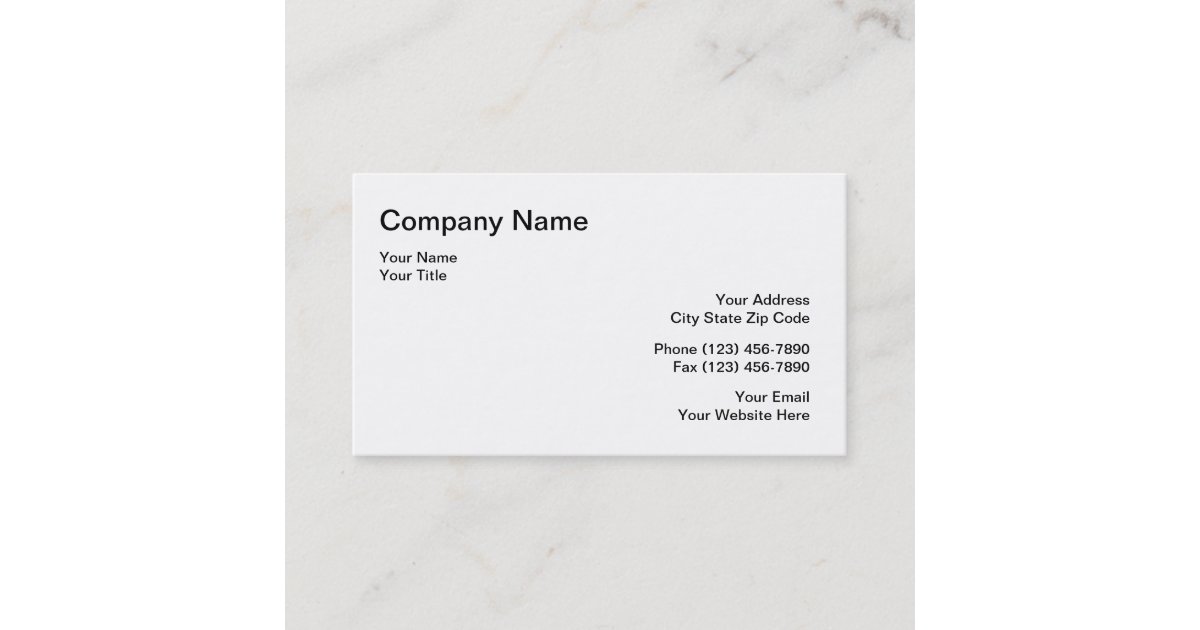 Company Name
Your Name
Your Title
Your Address
City State Zip Code
Phone (123) 456-7890
Fax (123) 456-7890
Your Email
Your Website Here